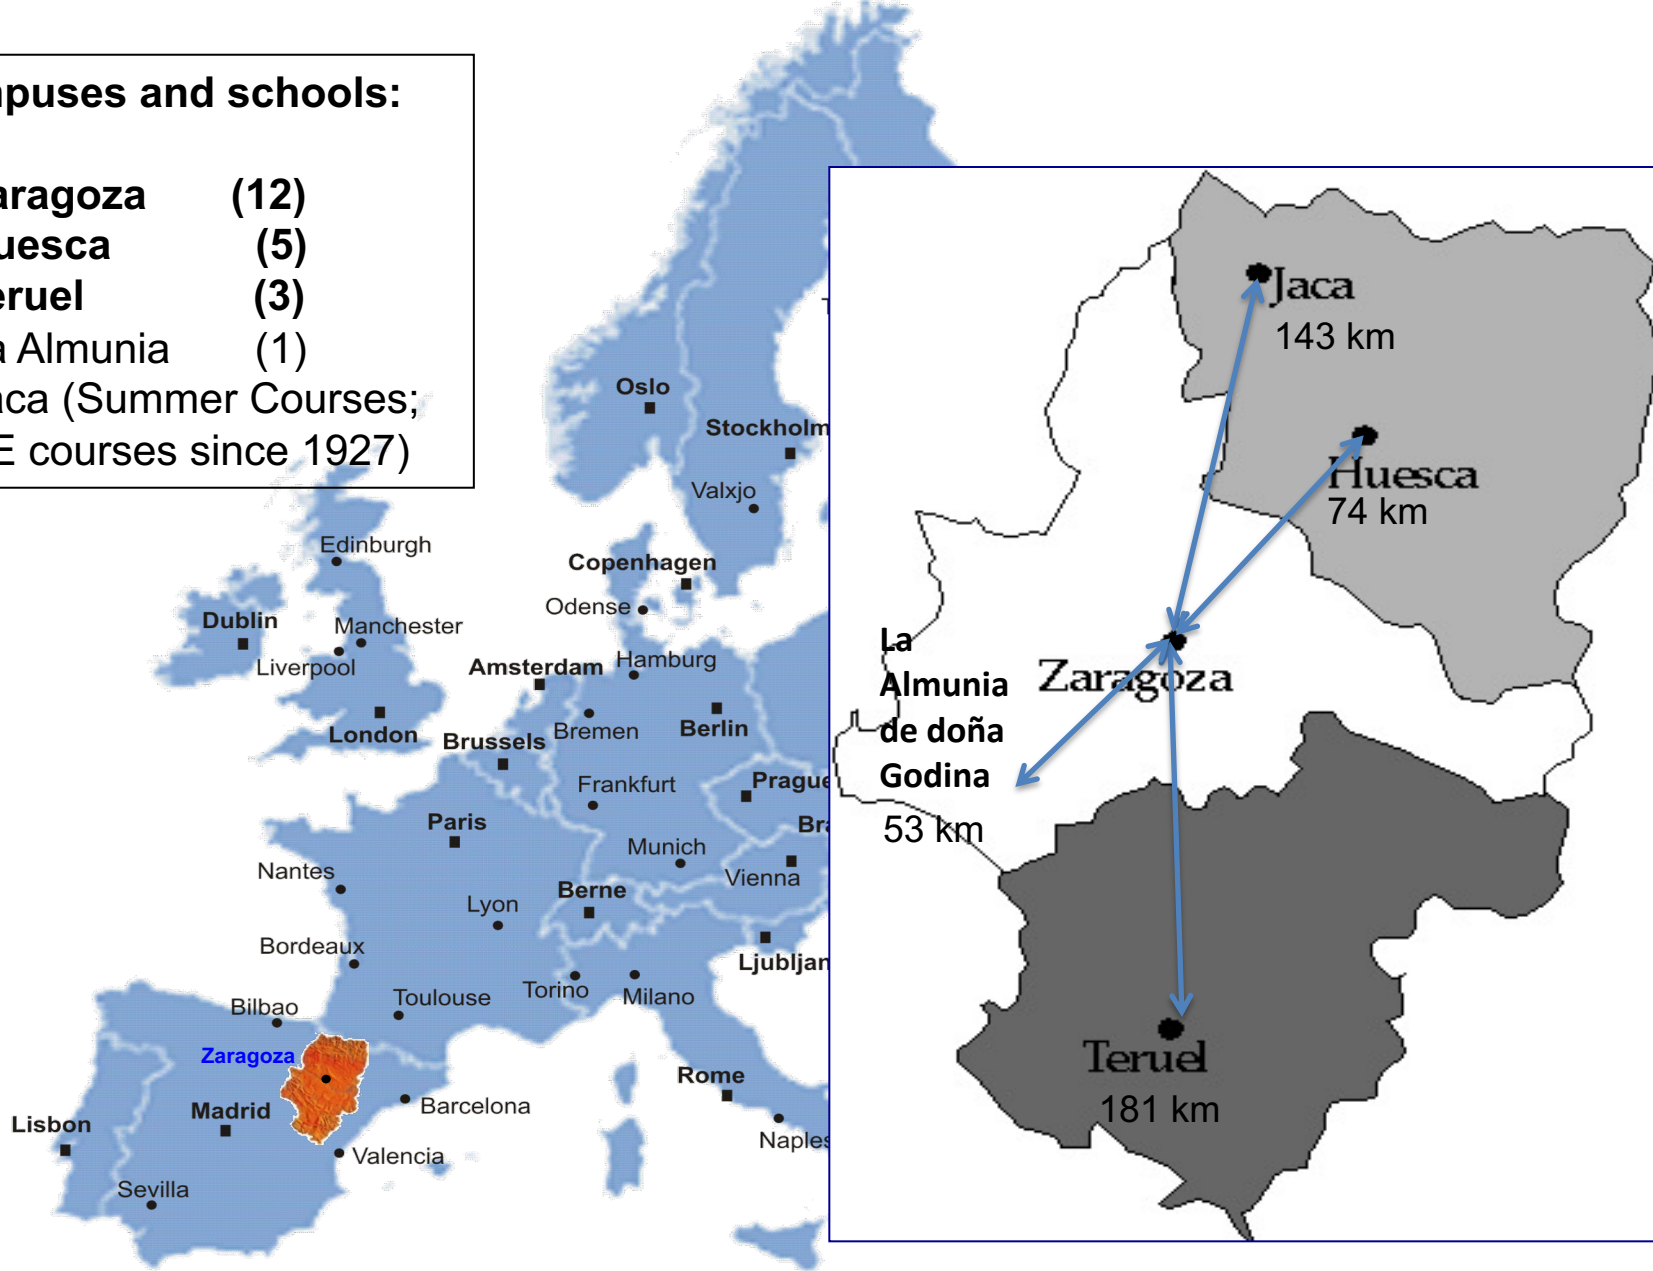 mpuses and schools:
aragoza (12)
uesca (5)
eruel (3)
a Almunia (1)
aca (Summer Courses;
E courses since 1927)
Oslo
Stockholm
Valxjo
Edinburgh
Copenhagen
Odense
Dublin
Manchester
Liverpool
Amsterdam
Hamburg
London
Brussels
Bremen
Berlin
Frankfurt
Prague
Paris
Bra
Munich
Nantes
Vienna
Berne
Lyon
Bordeaux
Ljubljan
Torino
Milano
Toulouse
Bilbao
Zaragoza
Rome
Madrid
Barcelona
Lisbon
Naples
Valencia
Sevilla
Jaca
143 km
Huesca
74 km
La
Almunia
de doña
Godina
53 km
Zaragoza
Teruel
181 km